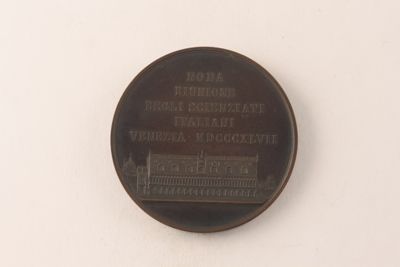 NONA
RIUNIONE
DEGLI SCIENZIATI
ITALIANI
VENEZIA · MDCCCXLVII